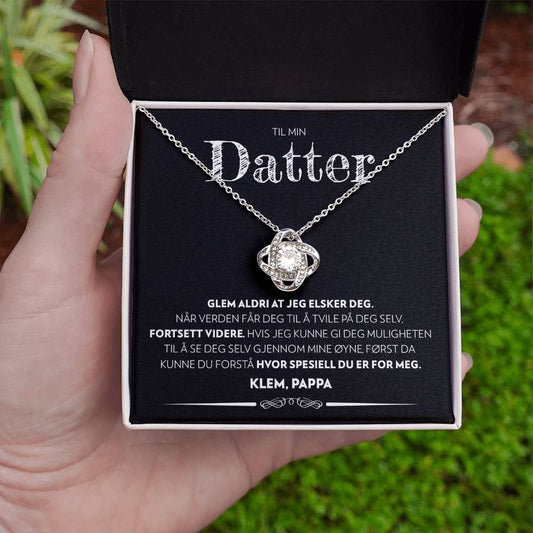 TIL MIN
Datter
GLEM ALDRI AT JEG ELSKER DEG.
NÅR VERDEN FÅR DEG TIL Å TVILE PÅ DEG SELV,
FORTSETT VIDERE. HVIS JEG KUNNE GI DEG MULIGHETEN
TIL Å SE DEG SELV GJENNOM MINE ØYNE, FØRST DA
KUNNE DU FORSTÅ HVOR SPESIELL DU ER FOR MEG.
KLEM, PAPPA